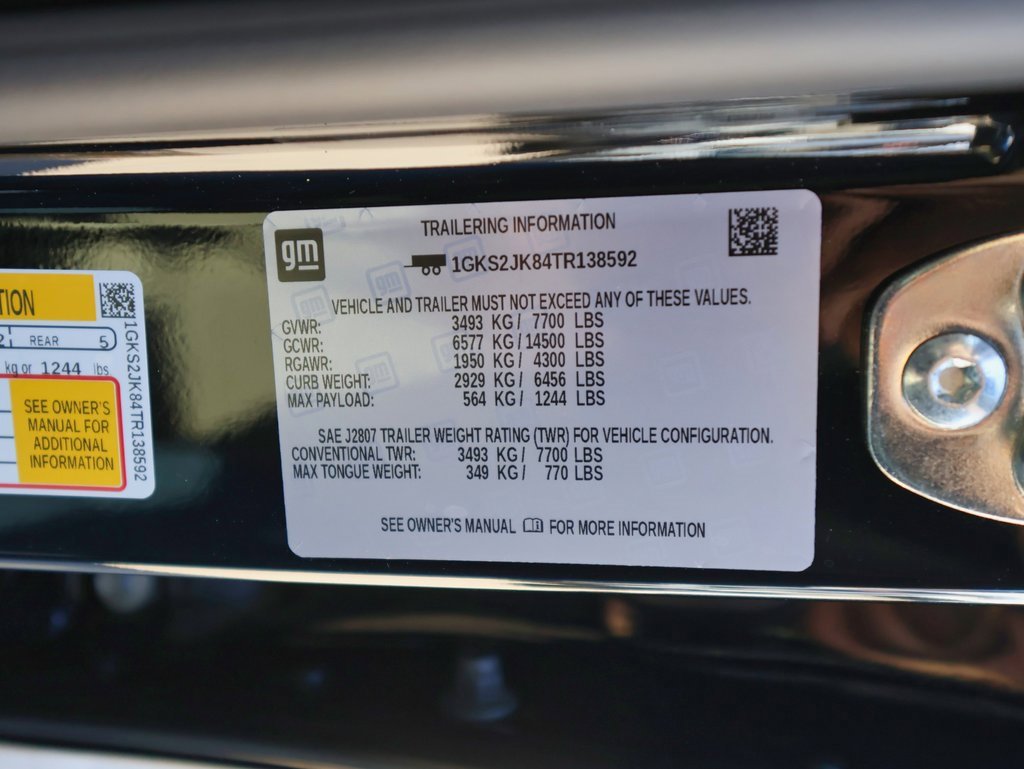 TION
2 REAR 5
kg or 1244 lbs
SEE OWNER'S
MANUAL FOR
ADDITIONAL
INFORMATION
1GKS2JK84TR138592
gm
TRAILERING INFORMATION
1GKS2JK84TR138592
VEHICLE AND TRAILER MUST NOT EXCEED ANY OF THESE VALUES.
GVWR: 3493 KG/ 7700 LBS
GCWR: 6577 KG/ 14500 LBS
RGAWR: 1950 KG/ 4300 LBS
CURB WEIGHT: 2929 KG/ 6456 LBS
MAX PAYLOAD: 564 KG/ 1244 LBS
SAE J2807 TRAILER WEIGHT RATING (TWR) FOR VEHICLE CONFIGURATION.
CONVENTIONAL TWR: 3493 KG/ 7700 LBS
MAX TONGUE WEIGHT: 349 KG/ 770 LBS
SEE OWNER'S MANUAL FOR MORE INFORMATION